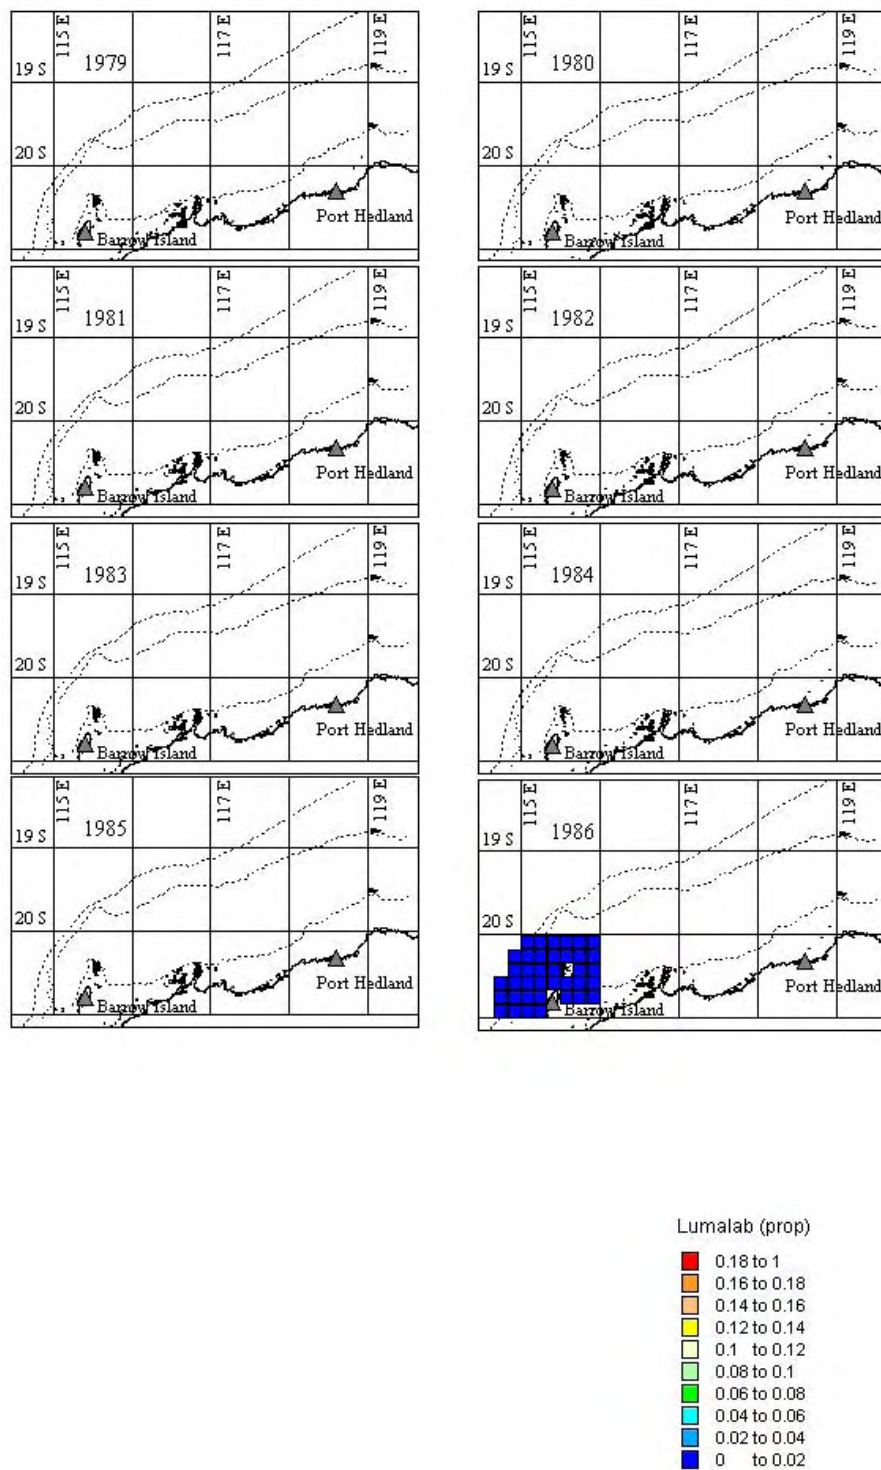 115 E 117 E 119 E
19 S 1979
20 S
Port Hedland
Barrow Island
115 E 117 E 119 E
19 S 1980
20 S
Port Hedland
Barrow Island
115 E 117 E 119 E
19 S 1981
20 S
Port Hedland
Barrow Island
115 E 117 E 119 E
19 S 1982
20 S
Port Hedland
Barrow Island
115 E 117 E 119 E
19 S 1983
20 S
Port Hedland
Barrow Island
115 E 117 E 119 E
19 S 1984
20 S
Port Hedland
Barrow Island
115 E 117 E 119 E
19 S 1985
20 S
Port Hedland
Barrow Island
115 E 117 E 119 E
19 S 1986
20 S
Port Hedland
Barrow Island
Lumalab (prop)
0.18 to 1
0.16 to 0.18
0.14 to 0.16
0.12 to 0.14
0.1 to 0.12
0.08 to 0.1
0.06 to 0.08
0.04 to 0.06
0.02 to 0.04
0 to 0.02